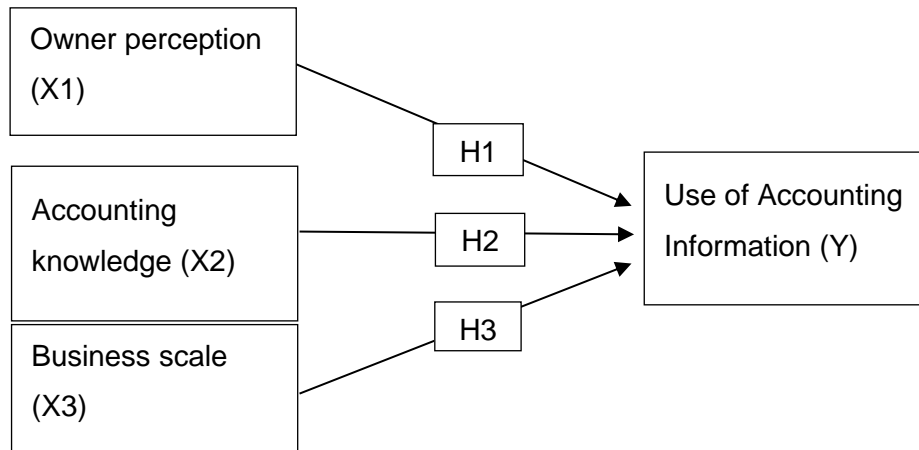 Owner perception
(X1)
H1
Accounting
knowledge (X2)
H2
Use of Accounting
Information (Y)
Business scale
(X3)
H3